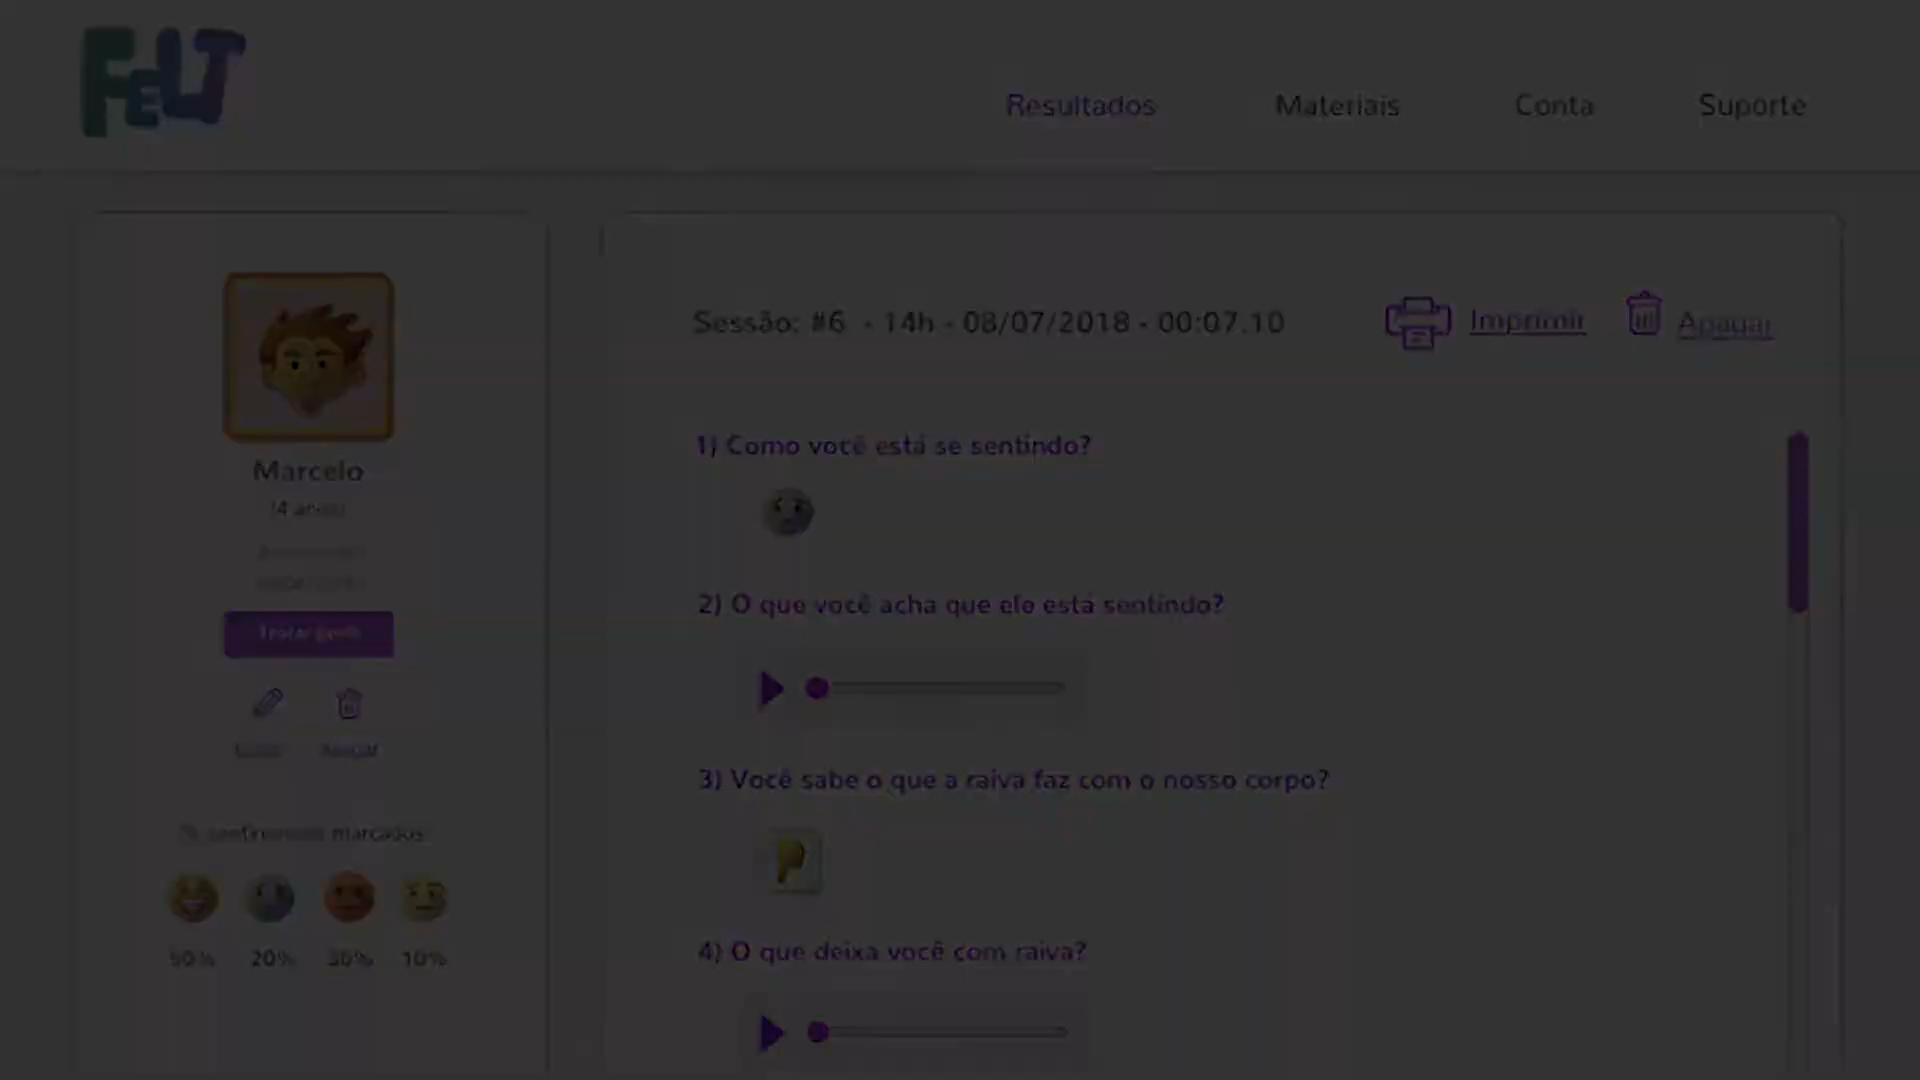 FELT
Resultados Materiais Conta Suporte
Sessão: #6 - 14h - 08/07/2018 - 00:07.10 Imprimir Apagar
Marcelo
1) Como você está se sentindo?
2) O que você acha que ele está sentindo?
3) Você sabe o que a raiva faz com o nosso corpo?
4) O que deixa você com raiva?
Apagar
marcados
50% 20% 30% 10%